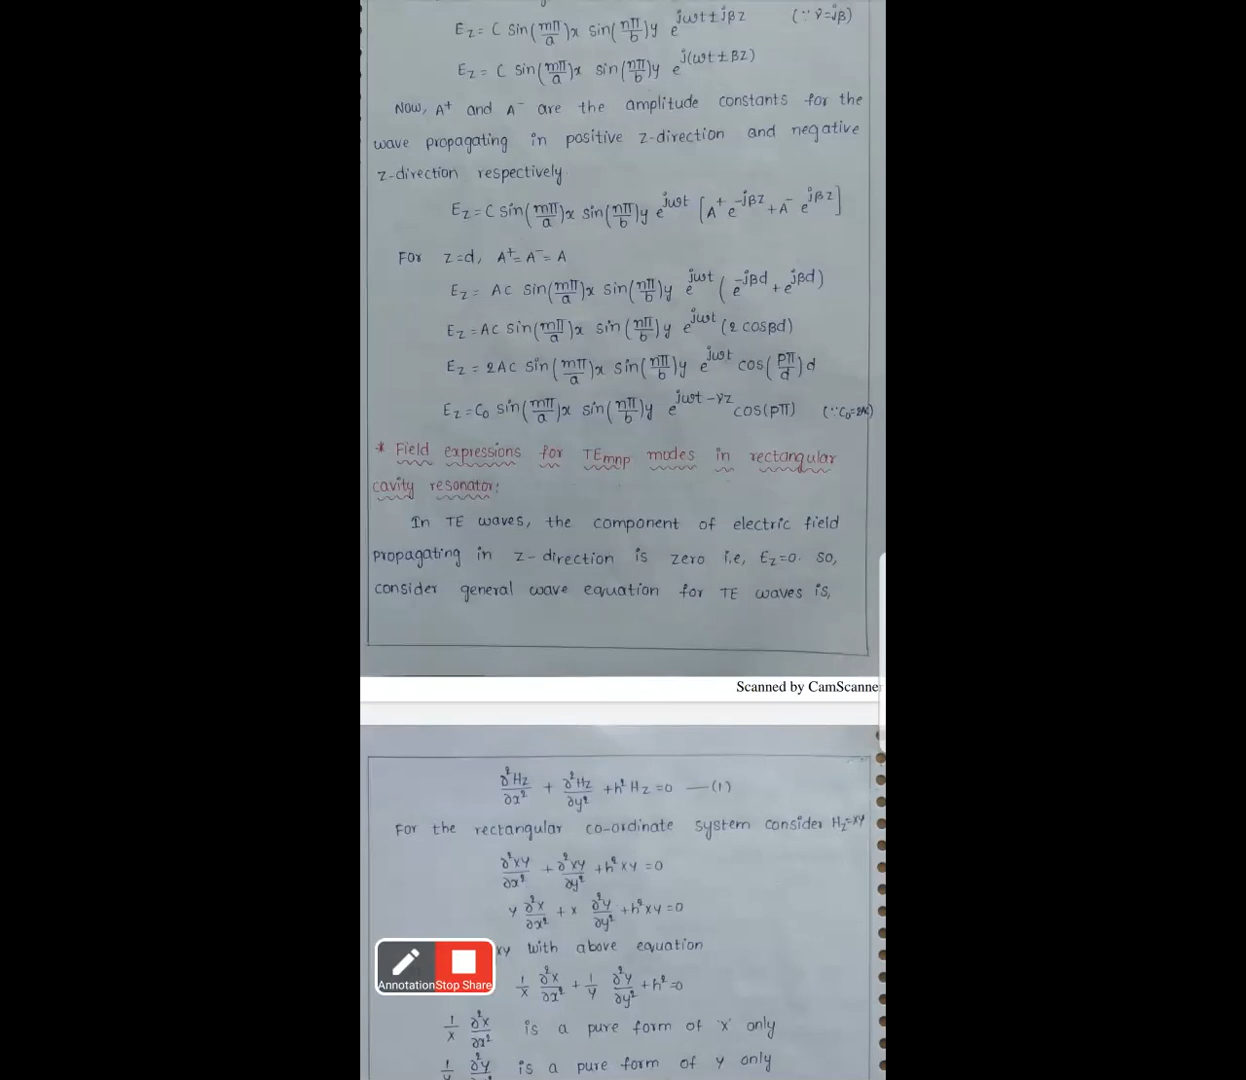 Ez = C sin(mπ/a)x sin(nπ/b)y e^jωt±jβz (∵ γ=jβ)
Ez = C sin(mπ/a)x sin(nπ/b)y e^j(ωt±βz)
Now, A⁺ and A⁻ are the amplitude constants for the
wave propagating in positive z-direction and negative
z-direction respectively.
Ez = C sin(mπ/a)x sin(nπ/b)y e^jωt [A⁺ e^-jβz + A⁻ e^jβz]
For z=d, A⁺=A⁻=A
Ez = AC sin(mπ/a)x sin(nπ/b)y e^jωt (e^-jβd + e^jβd)
Ez = AC sin(mπ/a)x sin(nπ/b)y e^jωt (2 cosβd)
Ez = 2AC sin(mπ/a)x sin(nπ/b)y e^jωt cos(pπ/d)d
Ez = C₀ sin(mπ/a)x sin(nπ/b)y e^jωt-γz cos(pπ) (∵ C₀=2AC)
* Field expressions for TEmnp modes in rectangular
cavity resonator:
In TE waves, the component of electric field
propagating in z-direction is zero i.e, Ez=0. so,
consider general wave equation for TE waves is,
Scanned by CamScanne
∂²Hz/∂x² + ∂²Hz/∂y² + h²Hz = 0 —(1)
For the rectangular co-ordinate system consider Hz=XY
∂²XY/∂x² + ∂²XY/∂y² + h²XY = 0
Y ∂²X/∂x² + X ∂²Y/∂y² + h²XY = 0
XY with above equation
1/X ∂²X/∂x² + 1/Y ∂²Y/∂y² + h² = 0
Annotation Stop Share
1/X ∂²X/∂x² is a pure form of 'X' only
is a pure form of Y only